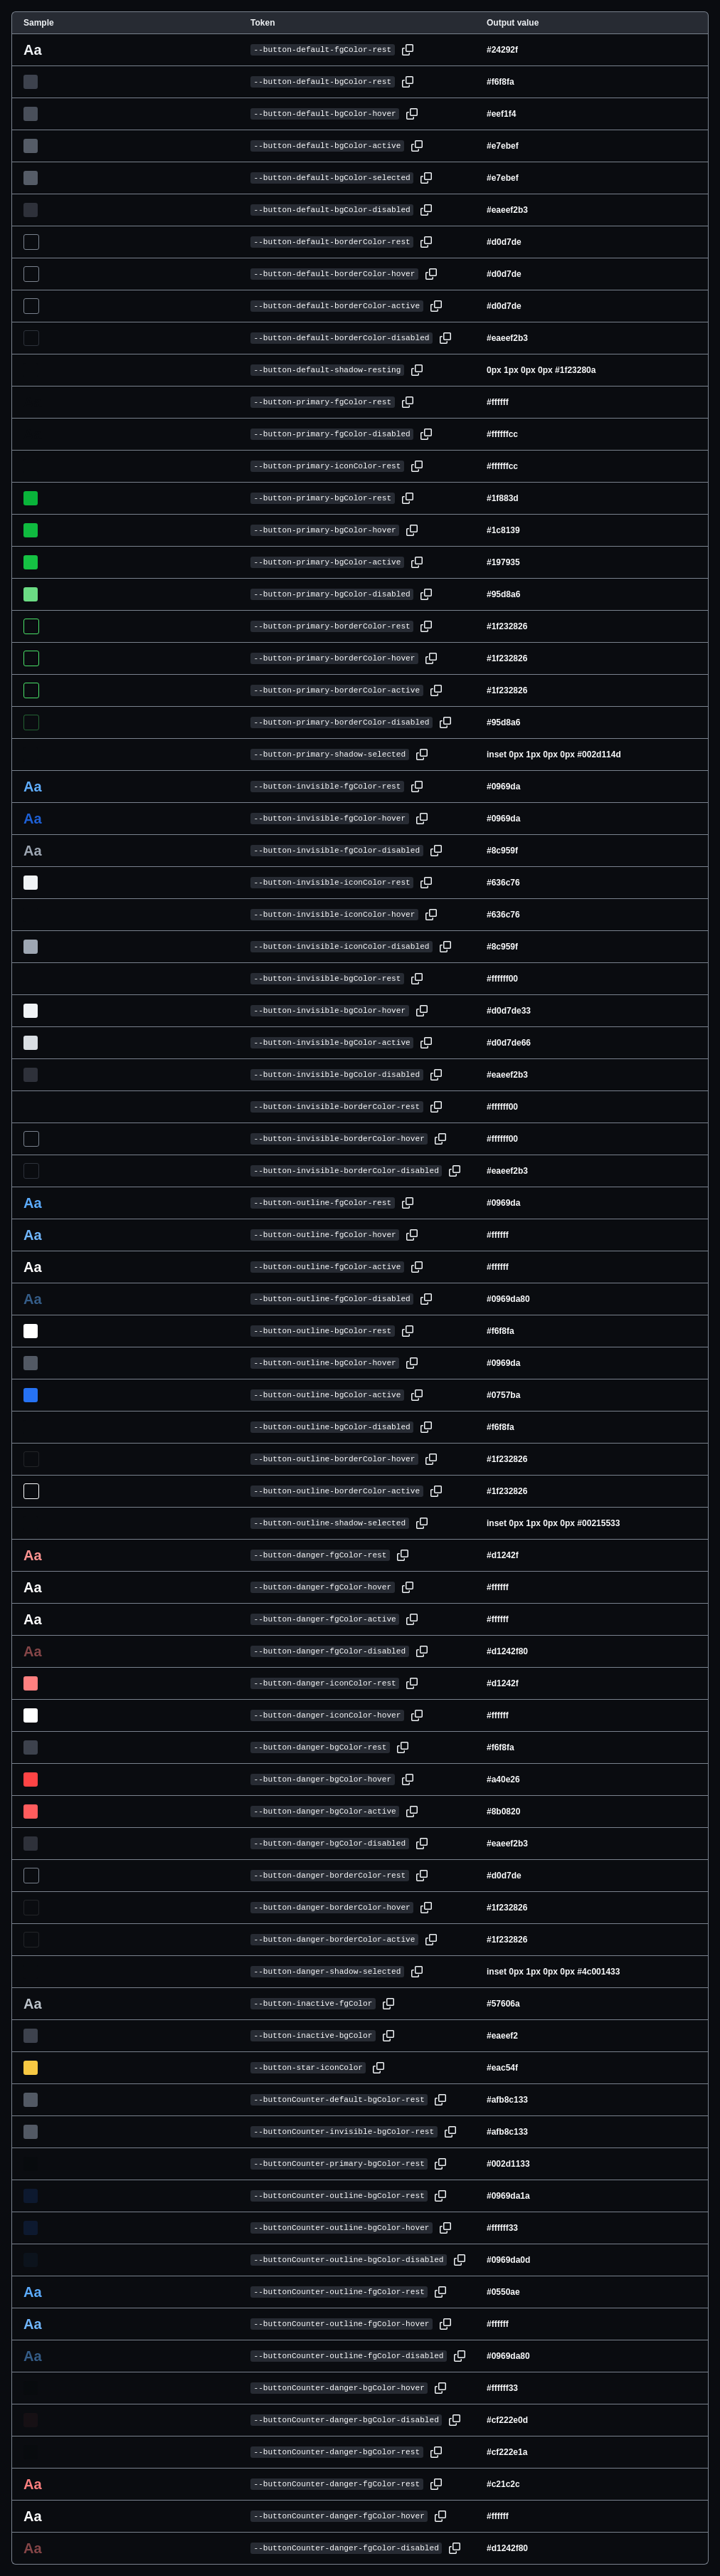 Sample Token Output value
Aa --button-default-fgColor-rest #24292f
--button-default-bgColor-rest #f6f8fa
--button-default-bgColor-hover #eef1f4
--button-default-bgColor-active #e7ebef
--button-default-bgColor-selected #e7ebef
--button-default-bgColor-disabled #eaeef2b3
--button-default-borderColor-rest #d0d7de
--button-default-borderColor-hover #d0d7de
--button-default-borderColor-active #d0d7de
--button-default-borderColor-disabled #eaeef2b3
--button-default-shadow-resting 0px 1px 0px 0px #1f23280a
--button-primary-fgColor-rest #ffffff
--button-primary-fgColor-disabled #ffffffcc
--button-primary-iconColor-rest #ffffffcc
--button-primary-bgColor-rest #1f883d
--button-primary-bgColor-hover #1c8139
--button-primary-bgColor-active #197935
--button-primary-bgColor-disabled #95d8a6
--button-primary-borderColor-rest #1f232826
--button-primary-borderColor-hover #1f232826
--button-primary-borderColor-active #1f232826
--button-primary-borderColor-disabled #95d8a6
--button-primary-shadow-selected inset 0px 1px 0px 0px #002d114d
Aa --button-invisible-fgColor-rest #0969da
Aa --button-invisible-fgColor-hover #0969da
Aa --button-invisible-fgColor-disabled #8c959f
--button-invisible-iconColor-rest #636c76
--button-invisible-iconColor-hover #636c76
--button-invisible-iconColor-disabled #8c959f
--button-invisible-bgColor-rest #ffffff00
--button-invisible-bgColor-hover #d0d7de33
--button-invisible-bgColor-active #d0d7de66
--button-invisible-bgColor-disabled #eaeef2b3
--button-invisible-borderColor-rest #ffffff00
--button-invisible-borderColor-hover #ffffff00
--button-invisible-borderColor-disabled #eaeef2b3
Aa --button-outline-fgColor-rest #0969da
Aa --button-outline-fgColor-hover #ffffff
Aa --button-outline-fgColor-active #ffffff
Aa --button-outline-fgColor-disabled #0969da80
--button-outline-bgColor-rest #f6f8fa
--button-outline-bgColor-hover #0969da
--button-outline-bgColor-active #0757ba
--button-outline-bgColor-disabled #f6f8fa
--button-outline-borderColor-hover #1f232826
--button-outline-borderColor-active #1f232826
--button-outline-shadow-selected inset 0px 1px 0px 0px #00215533
Aa --button-danger-fgColor-rest #d1242f
Aa --button-danger-fgColor-hover #ffffff
Aa --button-danger-fgColor-active #ffffff
Aa --button-danger-fgColor-disabled #d1242f80
--button-danger-iconColor-rest #d1242f
--button-danger-iconColor-hover #ffffff
--button-danger-bgColor-rest #f6f8fa
--button-danger-bgColor-hover #a40e26
--button-danger-bgColor-active #8b0820
--button-danger-bgColor-disabled #eaeef2b3
--button-danger-borderColor-rest #d0d7de
--button-danger-borderColor-hover #1f232826
--button-danger-borderColor-active #1f232826
--button-danger-shadow-selected inset 0px 1px 0px 0px #4c001433
Aa --button-inactive-fgColor #57606a
--button-inactive-bgColor #eaeef2
--button-star-iconColor #eac54f
--buttonCounter-default-bgColor-rest #afb8c133
--buttonCounter-invisible-bgColor-rest #afb8c133
--buttonCounter-primary-bgColor-rest #002d1133
--buttonCounter-outline-bgColor-rest #0969da1a
--buttonCounter-outline-bgColor-hover #ffffff33
--buttonCounter-outline-bgColor-disabled #0969da0d
Aa --buttonCounter-outline-fgColor-rest #0550ae
Aa --buttonCounter-outline-fgColor-hover #ffffff
Aa --buttonCounter-outline-fgColor-disabled #0969da80
--buttonCounter-danger-bgColor-hover #ffffff33
--buttonCounter-danger-bgColor-disabled #cf222e0d
--buttonCounter-danger-bgColor-rest #cf222e1a
Aa --buttonCounter-danger-fgColor-rest #c21c2c
Aa --buttonCounter-danger-fgColor-hover #ffffff
Aa --buttonCounter-danger-fgColor-disabled #d1242f80